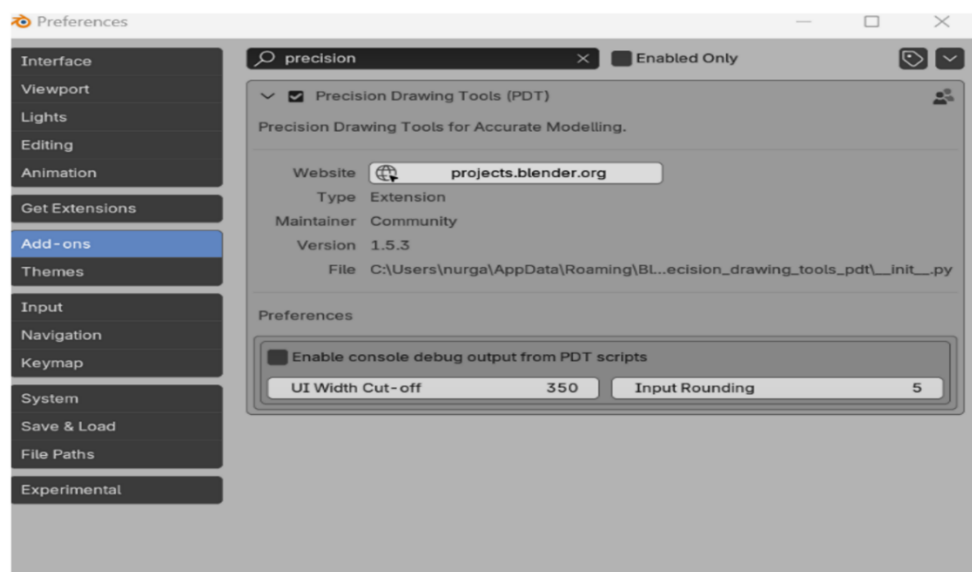 Preferences
Interface
Viewport
Lights
Editing
Animation
Get Extensions
Add-ons
Themes
Input
Navigation
Keymap
System
Save & Load
File Paths
Experimental
precision
Enabled Only
Precision Drawing Tools (PDT)
Precision Drawing Tools for Accurate Modelling.
Website projects.blender.org
Type Extension
Maintainer Community
Version 1.5.3
File C:\Users\nurga\AppData\Roaming\BL...ecision_drawing_tools_pdt\__init__.py
Preferences
Enable console debug output from PDT scripts
UI Width Cut-off 350 Input Rounding 5